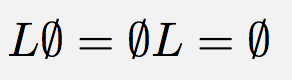 L∅ = ∅L = ∅